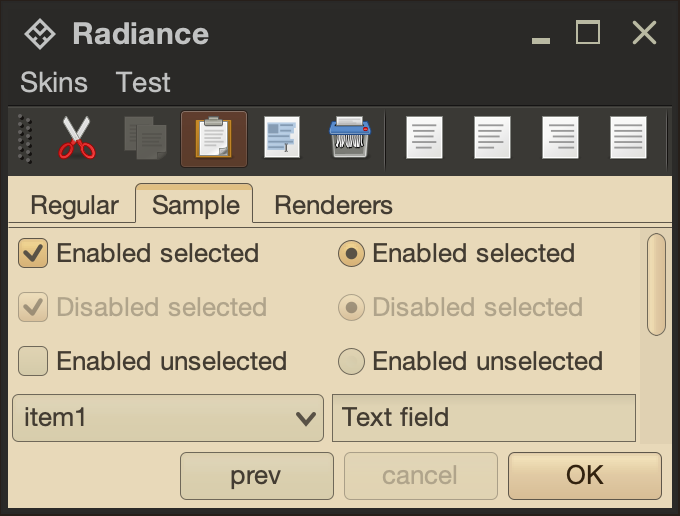 Radiance
Skins Test
Regular Sample Renderers
Enabled selected Enabled selected
Disabled selected Disabled selected
Enabled unselected Enabled unselected
item1 Text field
prev cancel OK